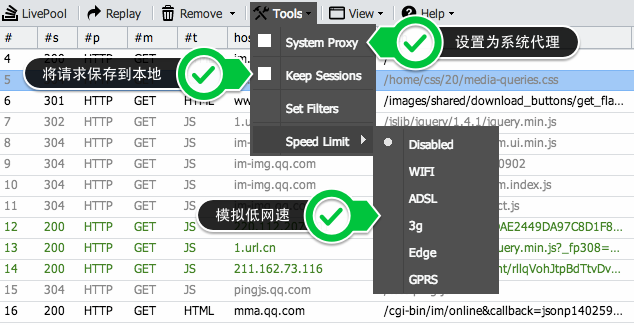 LivePool Replay Remove Tools View Help
# #s #p #m #t hos
4 200 HTTP GET
System Proxy
设置为系统代理
5
将请求保存到本地
Keep Sessions
/home/css/20/media-queries.css
6 301 HTTP GET HTML ww
Set Filters
/images/shared/download_buttons/get_fla...
7 302 HTTP GET JS 1.u
/jslib/jquery/1.4.1/jquery.min.js
8 200 HTTP GET JS im-
Speed Limit
Disabled
m.ui.min.js
9 200 HTTP GET JS im-img.qq.com
WIFI
0902
10 200 HTTP GET JS im-img.qq.com
ADSL
m.index.js
11 200 HTTP GET JS im-img
模拟低网速
ct.js
12 200 HTTP GET
3g
AE2449DA97C8D1F8...
13 200 HTTP GET JS 1.url.cn
Edge
query.min.js?_fp308=...
14 200 HTTP GET JS 211.162.73.116
GPRS
nt/rllqVohJtpBdTtvDv...
15 304 HTTP GET JS pingjs.qq.com
16 200 HTTP GET HTML mma.qq.com /cgi-bin/im/online&callback=jsonp140259...